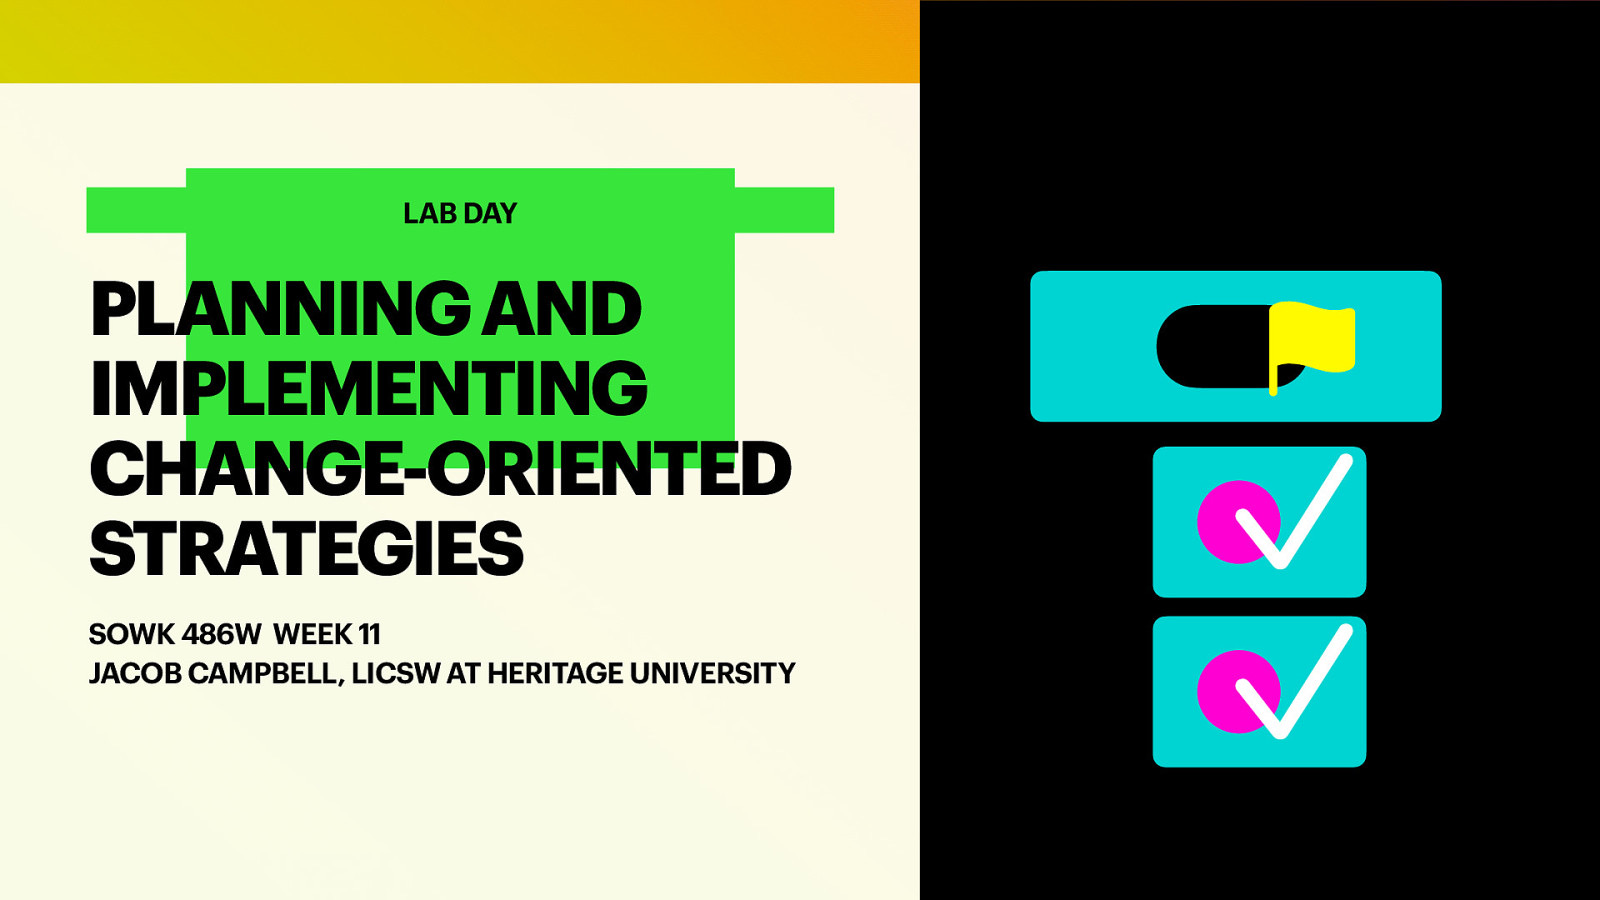 LAB DAY
PLANNING AND
IMPLEMENTING
CHANGE-ORIENTED
STRATEGIES
SOWK 486W WEEK 11
JACOB CAMPBELL, LICSW AT HERITAGE UNIVERSITY